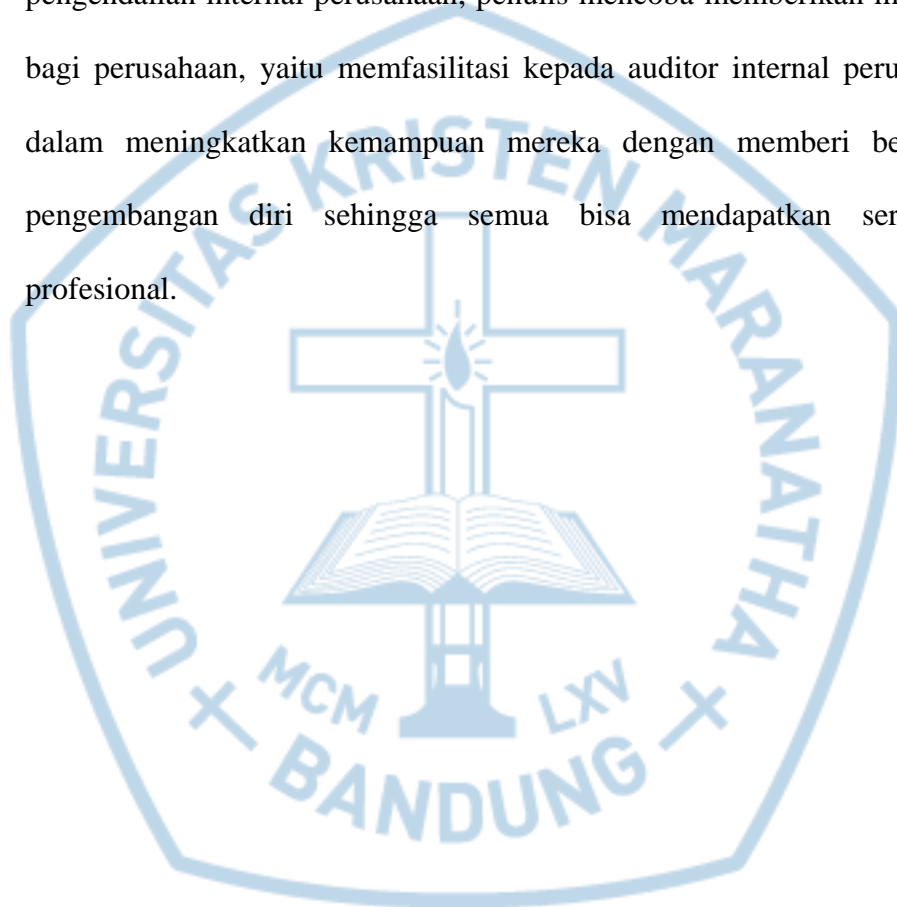 pengendalian internal perusahaan, penulis mencoba memberikan
bagi perusahaan, yaitu memfasilitasi kepada auditor internal
dalam meningkatkan kemampuan mereka dengan memberi
pengembangan diri sehingga semua bisa mendapatkan
profesional.
UNIVERSITAS KRISTEN MARANATHA
MCM LXV
BANDUNG